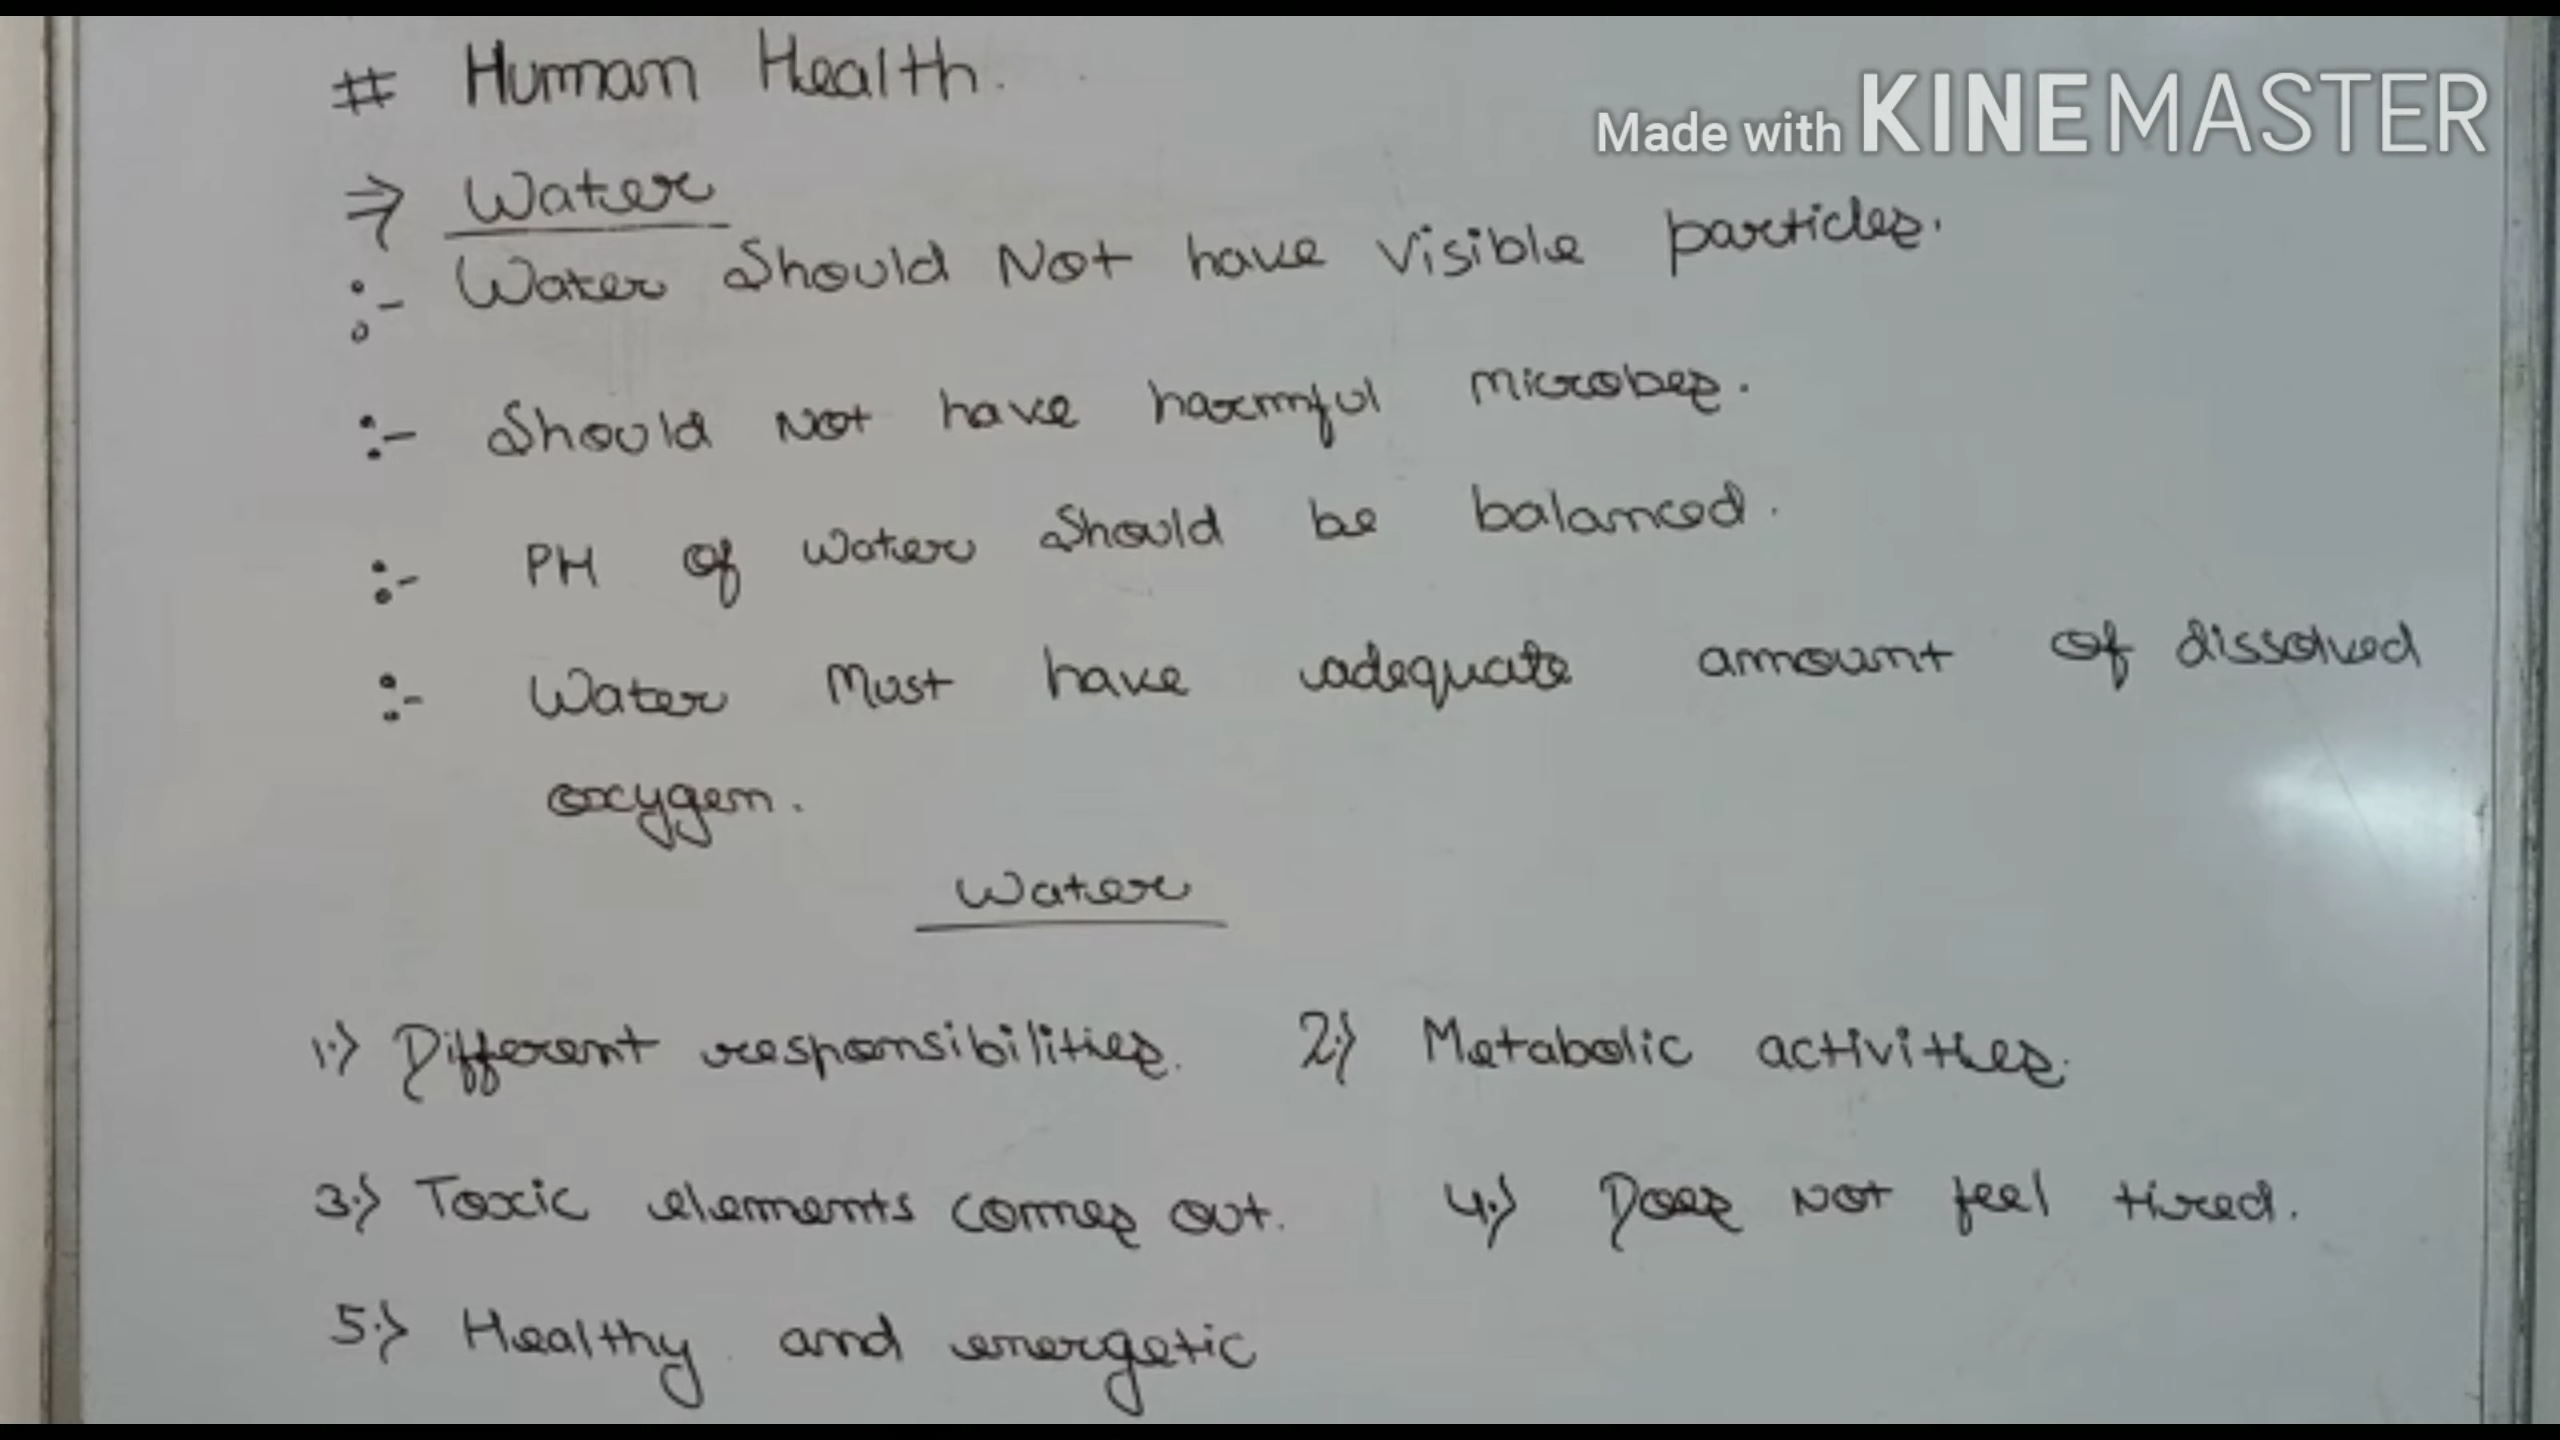 # Human Health.
Made with KINEMASTER
⇒ Water
:- Water Should Not have visible particles.
:- Should Not have harmful microbes.
:- PH of water Should be balanced.
:- Water Must have adequate amount of dissolved
oxygen.
Water
1.) Different responsibilities. 2.) Metabolic activities.
3.) Toxic elements comes out. 4.) Does Not feel tired.
5.) Healthy and energetic